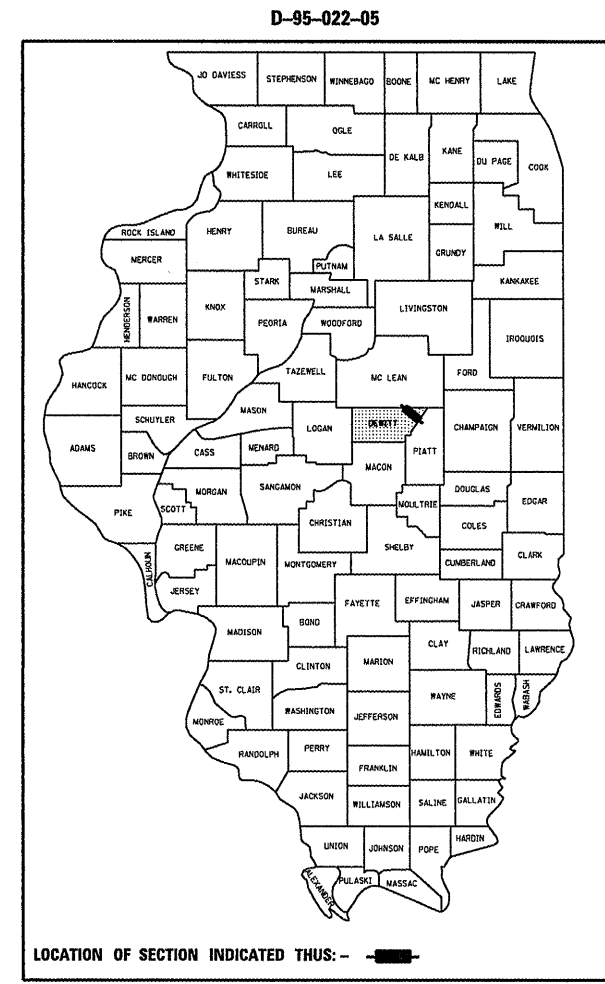 D-95-022-05
JO DAVIESS STEPHENSON WINNEBAGO BOONE MC HENRY LAKE
CARROLL OGLE
DE KALB KANE DU PAGE COOK
WHITESIDE LEE
KENDALL
ROCK ISLAND HENRY BUREAU LA SALLE WILL
MERCER PUTNAM GRUNDY
STARK MARSHALL KANKAKEE
HENDERSON WARREN KNOX PEORIA WOODFORD LIVINGSTON IROQUOIS
HANCOCK MC DONOUGH FULTON TAZEWELL MC LEAN FORD
MASON
SCHUYLER LOGAN DEWITT CHAMPAIGN VERMILION
ADAMS BROWN CASS MENARD MACON PIATT
MORGAN SANGAMON DOUGLAS EDGAR
PIKE SCOTT CHRISTIAN MOULTRIE COLES
GREENE MACOUPIN MONTGOMERY SHELBY CUMBERLAND CLARK
CALHOUN JERSEY FAYETTE EFFINGHAM JASPER CRAWFORD
MADISON BOND
CLAY RICHLAND LAWRENCE
CLINTON MARION
ST. CLAIR WAYNE EDWARDS WABASH
MONROE WASHINGTON JEFFERSON
RANDOLPH PERRY HAMILTON WHITE
FRANKLIN
JACKSON WILLIAMSON SALINE GALLATIN
UNION JOHNSON POPE HARDIN
ALEXANDER PULASKI MASSAC
LOCATION OF SECTION INDICATED THUS:-